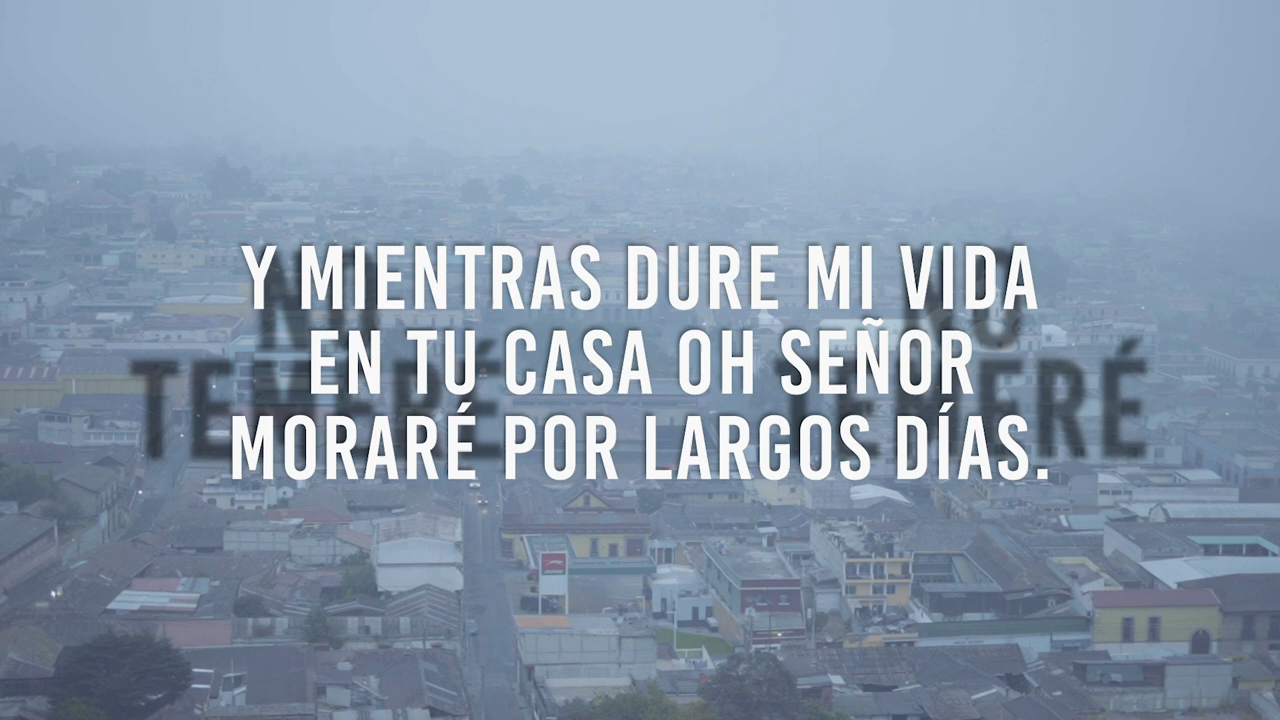 Y MIENTRAS DURE MI VIDA
EN TU CASA OH SEÑOR
MORARÉ POR LARGOS DÍAS.